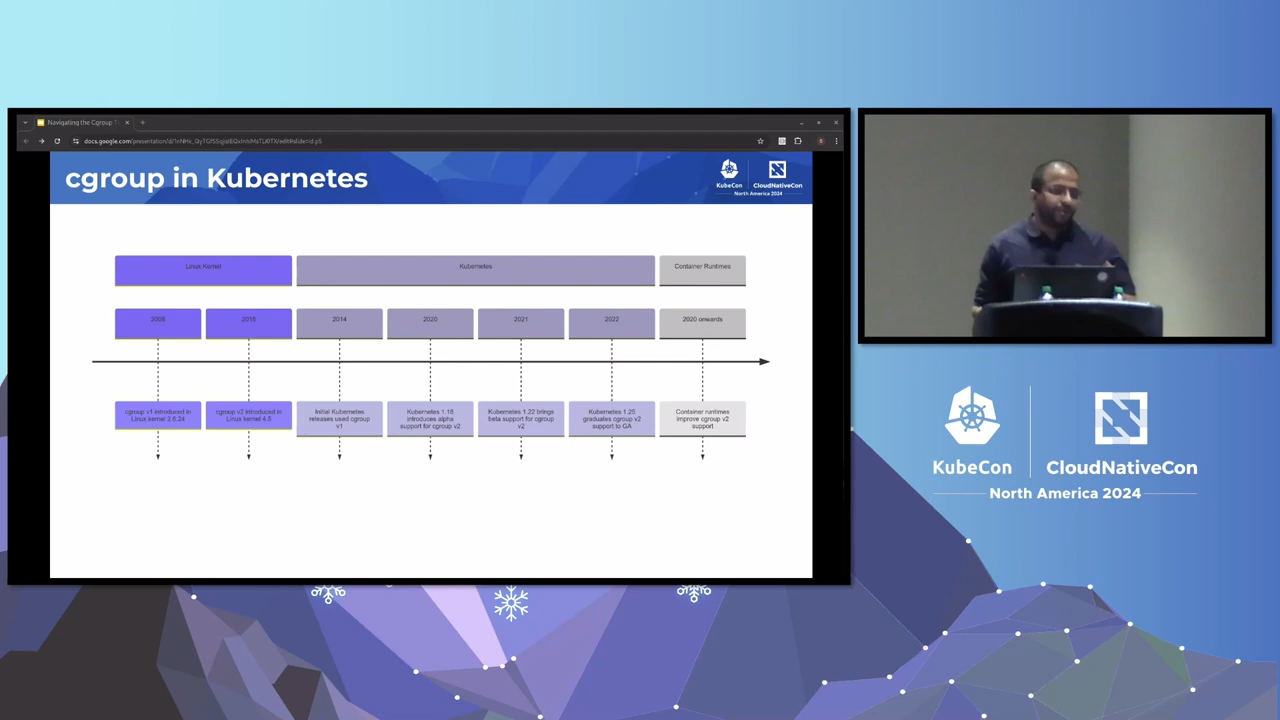 Navigating the Cgroup T
cgroup in Kubernetes
KubeCon
CloudNativeCon
North America 2024
Linux Kernel
Kubernetes
Container Runtimes
2008
2016
2014
2020
2021
2022
2020 onwards
cgroup v1 introduced in
Linux kernel 2.6.24
cgroup v2 introduced in
Linux kernel 4.5
Initial Kubernetes
releases used cgroup
v1
Kubernetes 1.18
introduces alpha
support for cgroup v2
Kubernetes 1.22 brings
beta support for cgroup
v2
Kubernetes 1.25
graduates cgroup v2
support to GA
Container runtimes
improve cgroup v2
support
KubeCon
CloudNativeCon
North America 2024